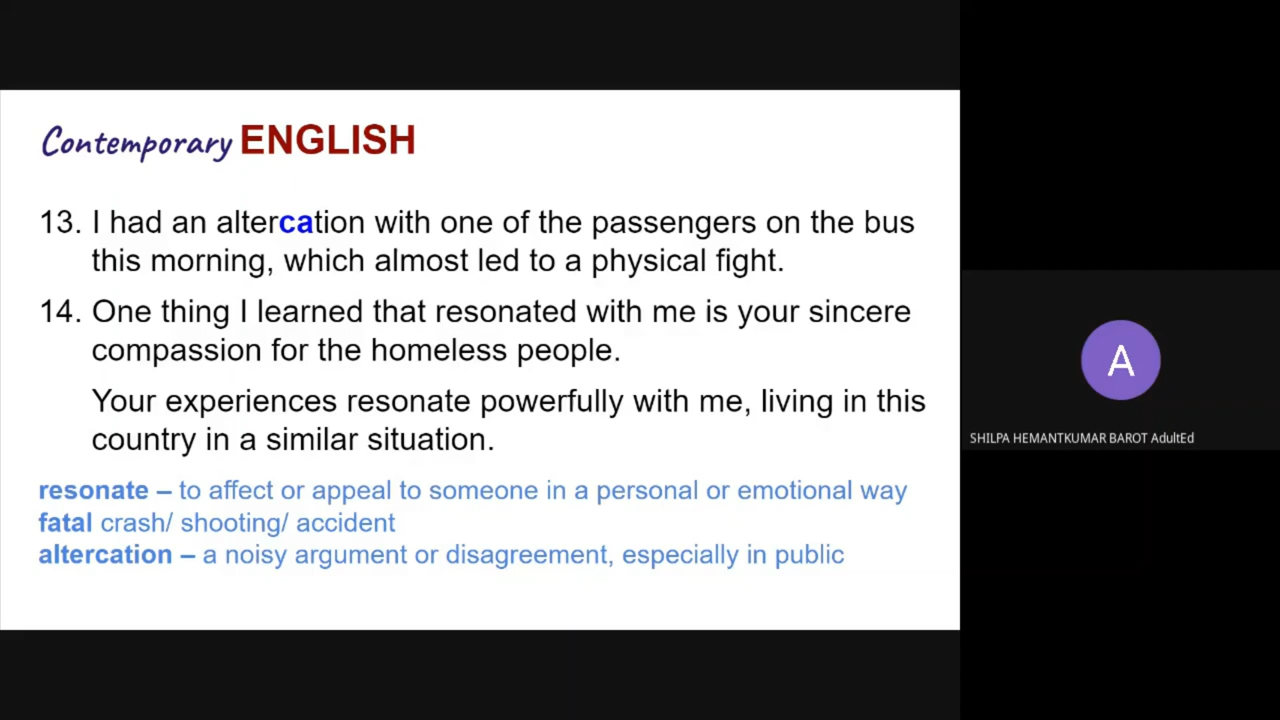 Contemporary ENGLISH
13. I had an altercation with one of the passengers on the bus
this morning, which almost led to a physical fight.
14. One thing I learned that resonated with me is your sincere
compassion for the homeless people.
Your experiences resonate powerfully with me, living in this
country in a similar situation.
resonate – to affect or appeal to someone in a personal or emotional way
fatal crash/ shooting/ accident
altercation – a noisy argument or disagreement, especially in public
A
SHILPA HEMANTKUMAR BAROT AdultEd